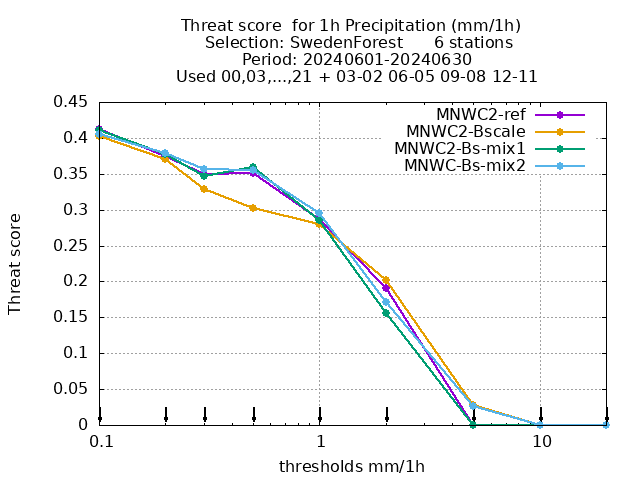 Threat score  for 1h Precipitation (mm/1h)
Selection: SwedenForest      6 stations
Period: 20240601-20240630
Used 00,03,...,21 + 03-02 06-05 09-08 12-11
MNWC2-ref
MNWC2-Bscale
MNWC2-Bs-mix1
MNWC-Bs-mix2
Threat score
0.45
0.4
0.35
0.3
0.25
0.2
0.15
0.1
0.05
0
0.1
1
10
thresholds mm/1h